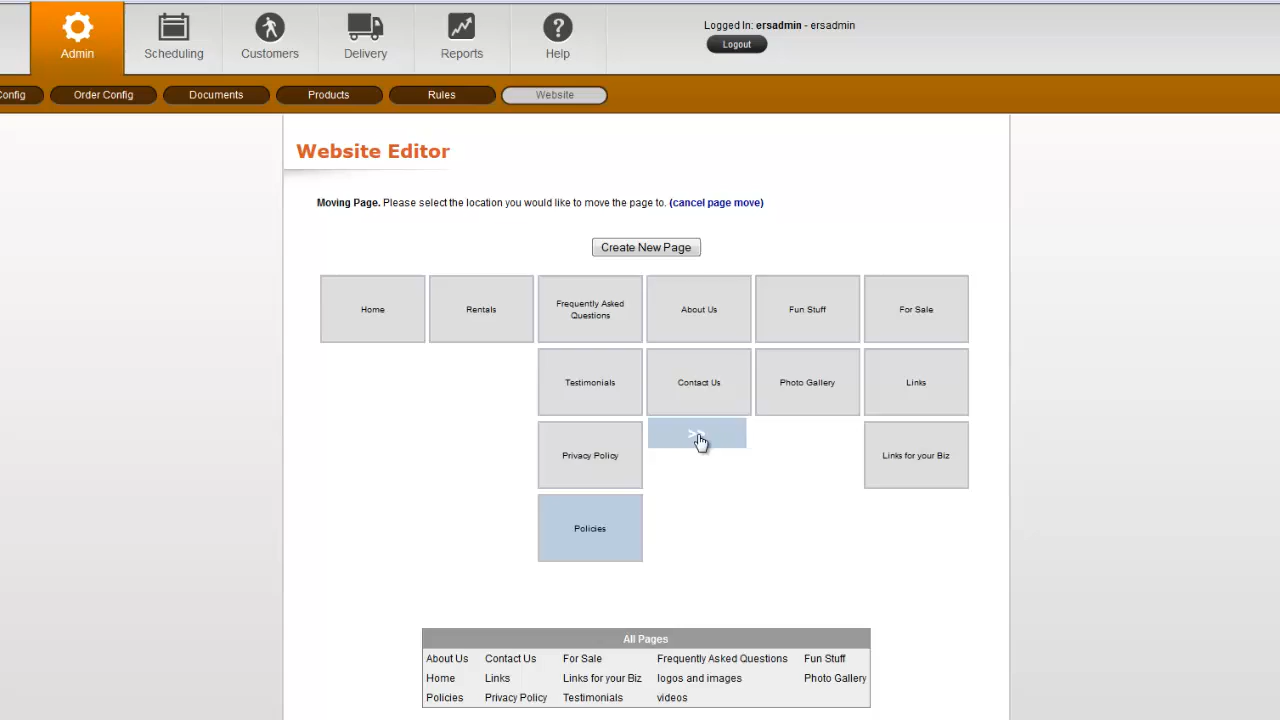 Logged In: ersadmin - ersadmin
Logout
Admin
Scheduling
Customers
Delivery
Reports
Help
Config
Order Config
Documents
Products
Rules
Website
Website Editor
Moving Page. Please select the location you would like to move the page to. (cancel page move)
Create New Page
Home
Rentals
Frequently Asked
Questions
About Us
Fun Stuff
For Sale
Testimonials
Contact Us
Photo Gallery
Links
>>
Privacy Policy
Links for your Biz
Policies
All Pages
About Us Contact Us For Sale Frequently Asked Questions Fun Stuff
Home Links Links for your Biz logos and images Photo Gallery
Policies Privacy Policy Testimonials videos